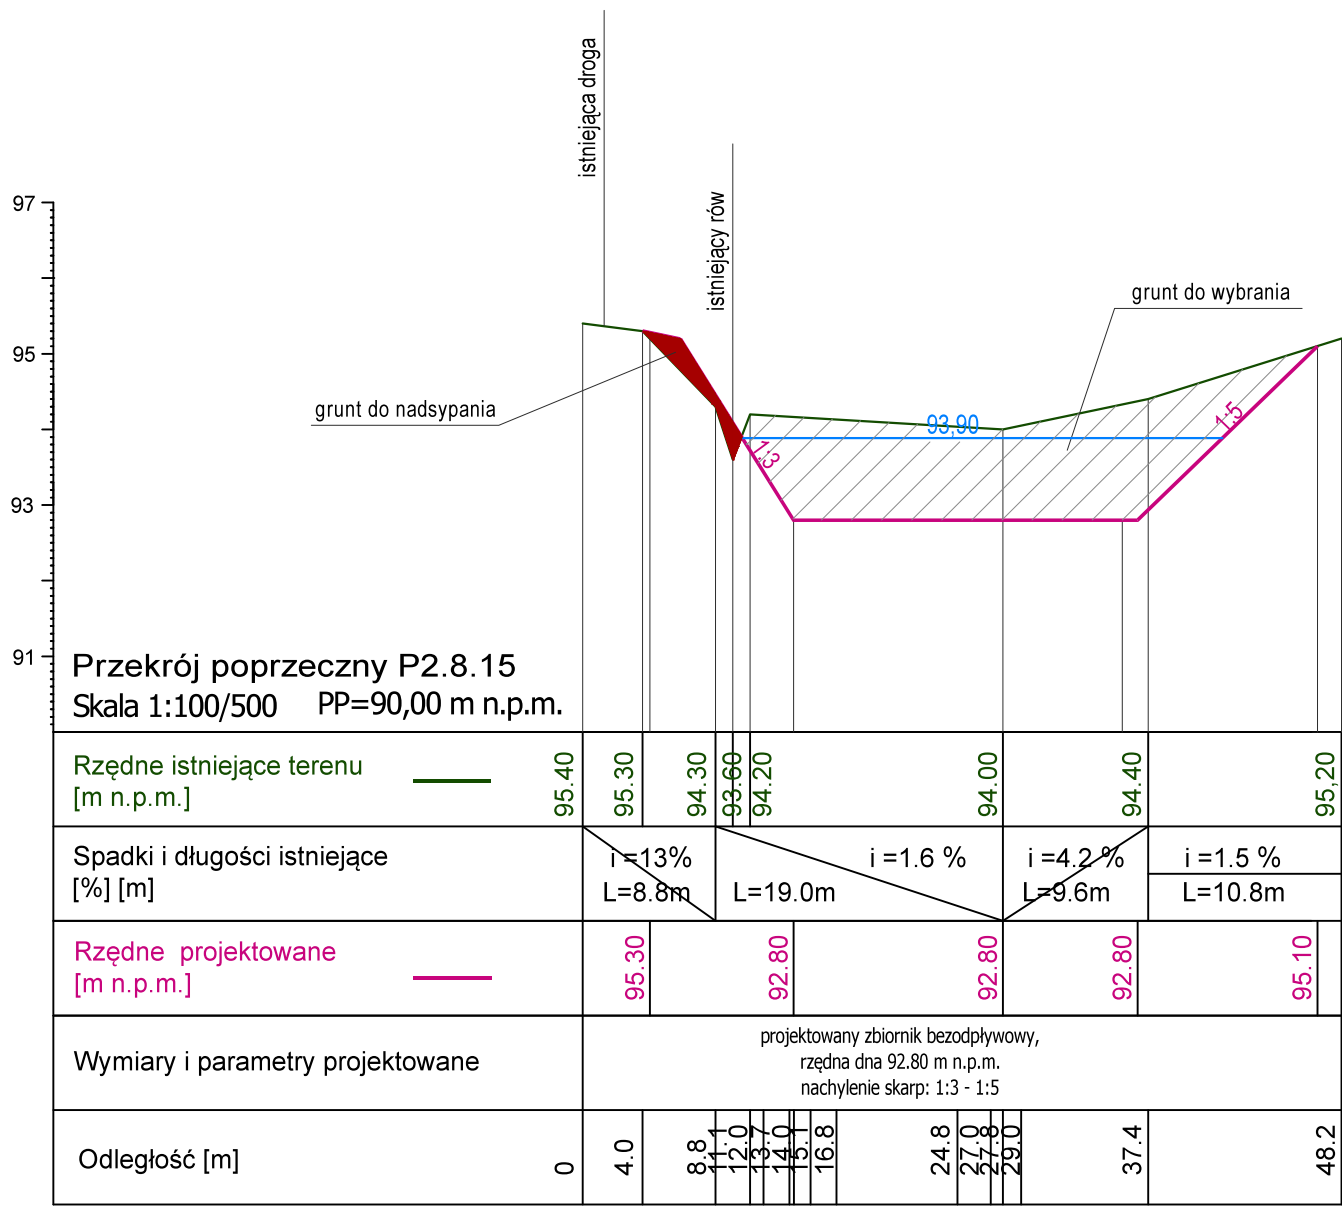 istniejąca droga
istniejący rów
97
grunt do wybrania
95
grunt do nadsypania
93,90
1:5
1:3
93
91
Przekrój poprzeczny P2.8.15
Skala 1:100/500 PP=90,00 m n.p.m.
Rzędne istniejące terenu
[m n.p.m.]
95.40 95.30 94.30 93.60 94.20 94.00 94.40 95,20
Spadki i długości istniejące
[%] [m]
i =13% i =1.6 % i =4.2 % i =1.5 %
L=8.8m L=19.0m L=9.6m L=10.8m
Rzędne projektowane
[m n.p.m.]
95.30 92.80 92.80 92.80 95.10
Wymiary i parametry projektowane
projektowany zbiornik bezodpływowy,
rzędna dna 92.80 m n.p.m.
nachylenie skarp: 1:3 - 1:5
Odległość [m]
0 4.0 8.8 11.1 12.0 13.7 14.0 15.1 16.8 24.8 27.0 27.8 29.0 37.4 48.2